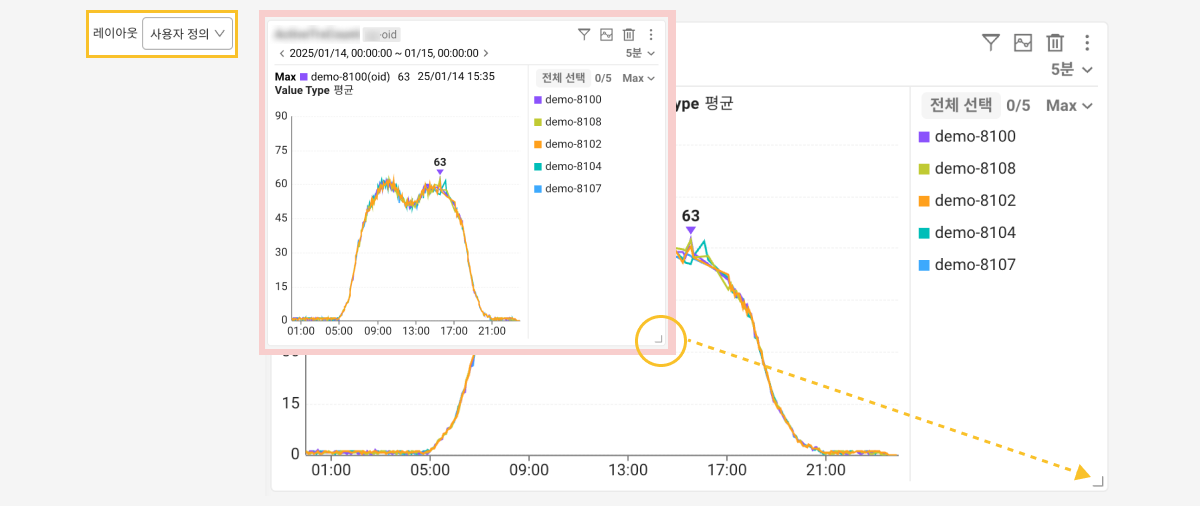 레이아웃 사용자 정의
oid
2025/01/14, 00:00:00 ~ 01/15, 00:00:00
5분
Max demo-8100(oid) 63 25/01/14 15:35
Value Type 평균
전체 선택 0/5 Max
demo-8100
demo-8108
demo-8102
demo-8104
demo-8107
63
90
75
60
45
30
15
0
01:00 05:00 09:00 13:00 17:00 21:00
5분
ype 평균
전체 선택 0/5 Max
demo-8100
demo-8108
demo-8102
demo-8104
demo-8107
63
15
0
01:00 05:00 09:00 13:00 17:00 21:00